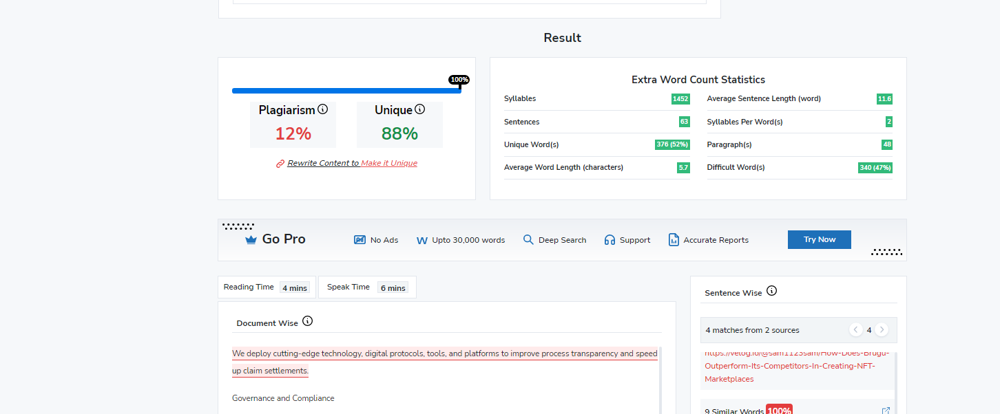 Result
100%
Plagiarism
Unique
12%
88%
Rewrite Content to Make it Unique
Extra Word Count Statistics
Syllables 1452
Average Sentence Length (word) 11.6
Sentences 63
Syllables Per Word(s) 2
Unique Word(s) 376 (52%)
Paragraph(s) 48
Average Word Length (characters) 5.7
Difficult Word(s) 340 (47%)
Go Pro
No Ads
Upto 30,000 words
Deep Search
Support
Accurate Reports
Try Now
Reading Time 4 mins
Speak Time 6 mins
Document Wise
We deploy cutting-edge technology, digital protocols, tools, and platforms to improve process transparency and speed
up claim settlements.
Governance and Compliance
Sentence Wise
4 matches from 2 sources
4
https://velog.io/@sam1123sam/How-Does-Brugu-
Outperform-Its-Competitors-In-Creating-NFT-
Marketplaces
9 Similar Words 100%